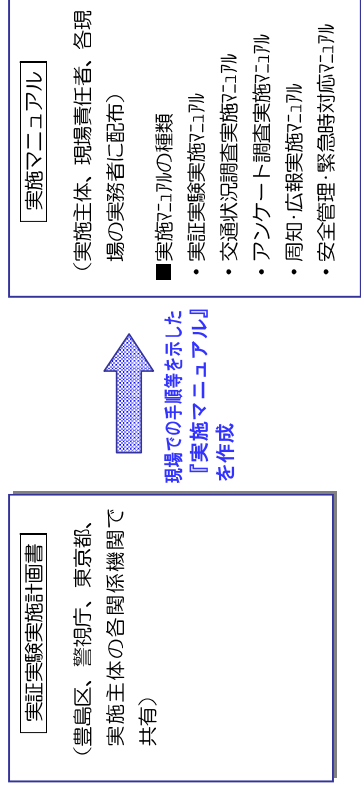 実証実験実施計画書
（豊島区、警視庁、東京都、
実施主体の各関係機関で
共有）
現場での手順等を示した
『実施マニュアル』
を作成
実施マニュアル
（実施主体、現場責任者、各現
場の実務者に配布）
■実施ﾏﾆｭｱﾙの種類
・実証実験実施ﾏﾆｭｱﾙ
・交通状況調査実施ﾏﾆｭｱﾙ
・アンケート調査実施ﾏﾆｭｱﾙ
・周知・広報実施ﾏﾆｭｱﾙ
・安全管理・緊急時対応ﾏﾆｭｱﾙ